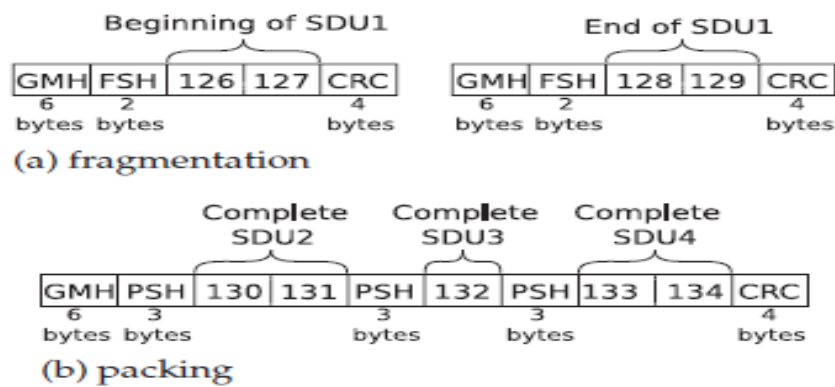 Beginning of SDU1
GMH FSH 126 127 CRC
6 2 4
bytes bytes bytes
End of SDU1
GMH FSH 128 129 CRC
6 2 4
bytes bytes bytes
(a) fragmentation
Complete Complete Complete
SDU2 SDU3 SDU4
GMH PSH 130 131 PSH 132 PSH 133 134 CRC
6 3 3 3 4
bytes bytes bytes bytes bytes
(b) packing